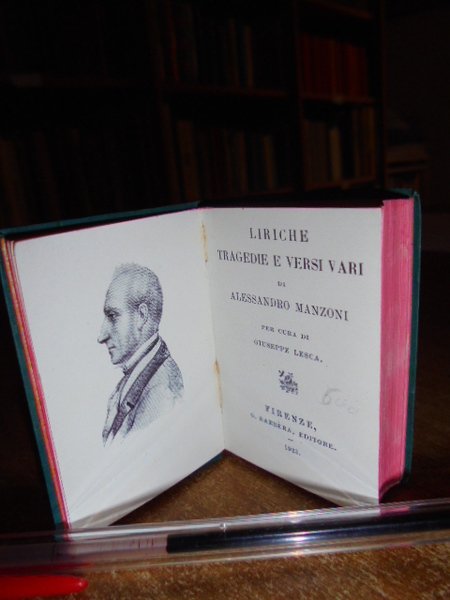 LIRICHE
TRAGEDIE E VERSI VARI
DI
ALESSANDRO MANZONI
PER CURA DI
GIUSEPPE LESCA.
FIRENZE,
G. BARBÈRA, EDITORE.